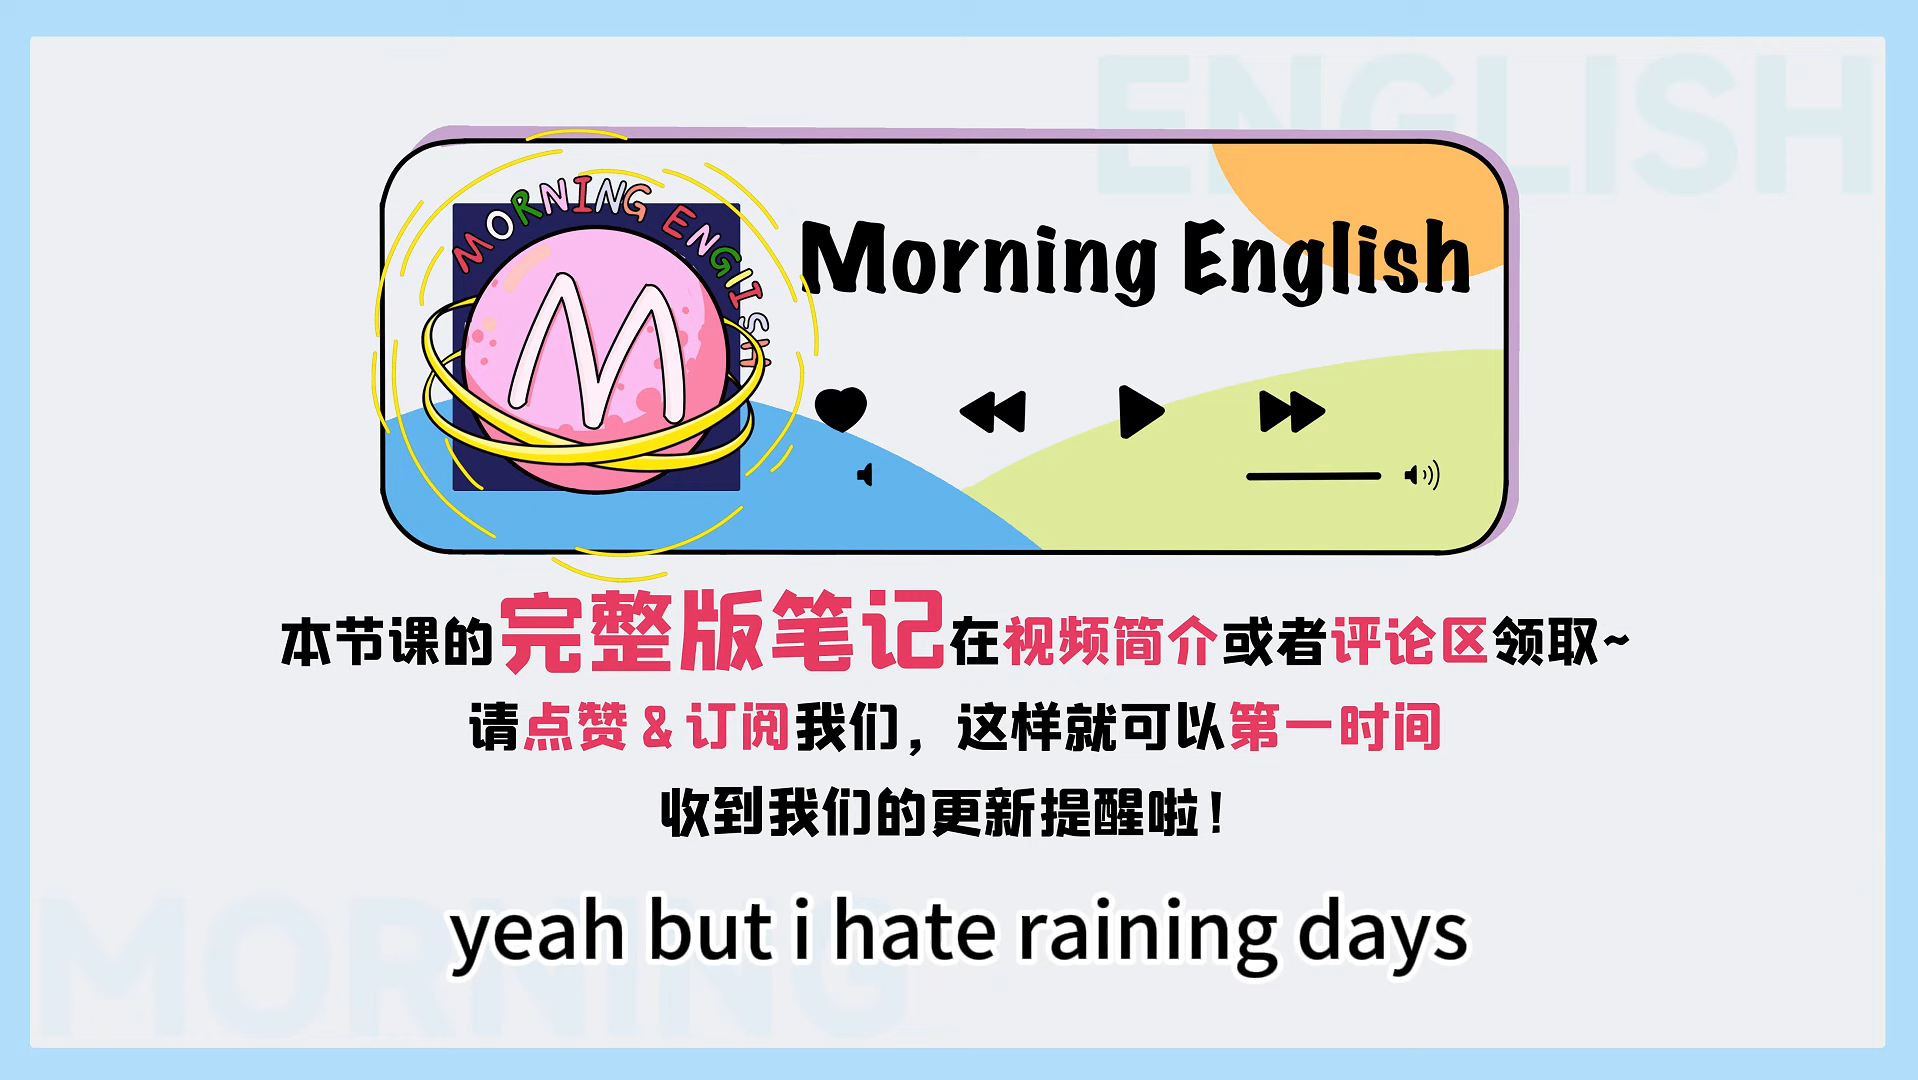 ENGLISH
MORNING ENGLISH
M
Morning English
本节课的完整版笔记在视频简介或者评论区领取~
请点赞&订阅我们，这样就可以第一时间
收到我们的更新提醒啦！
MORNING
yeah but i hate raining days